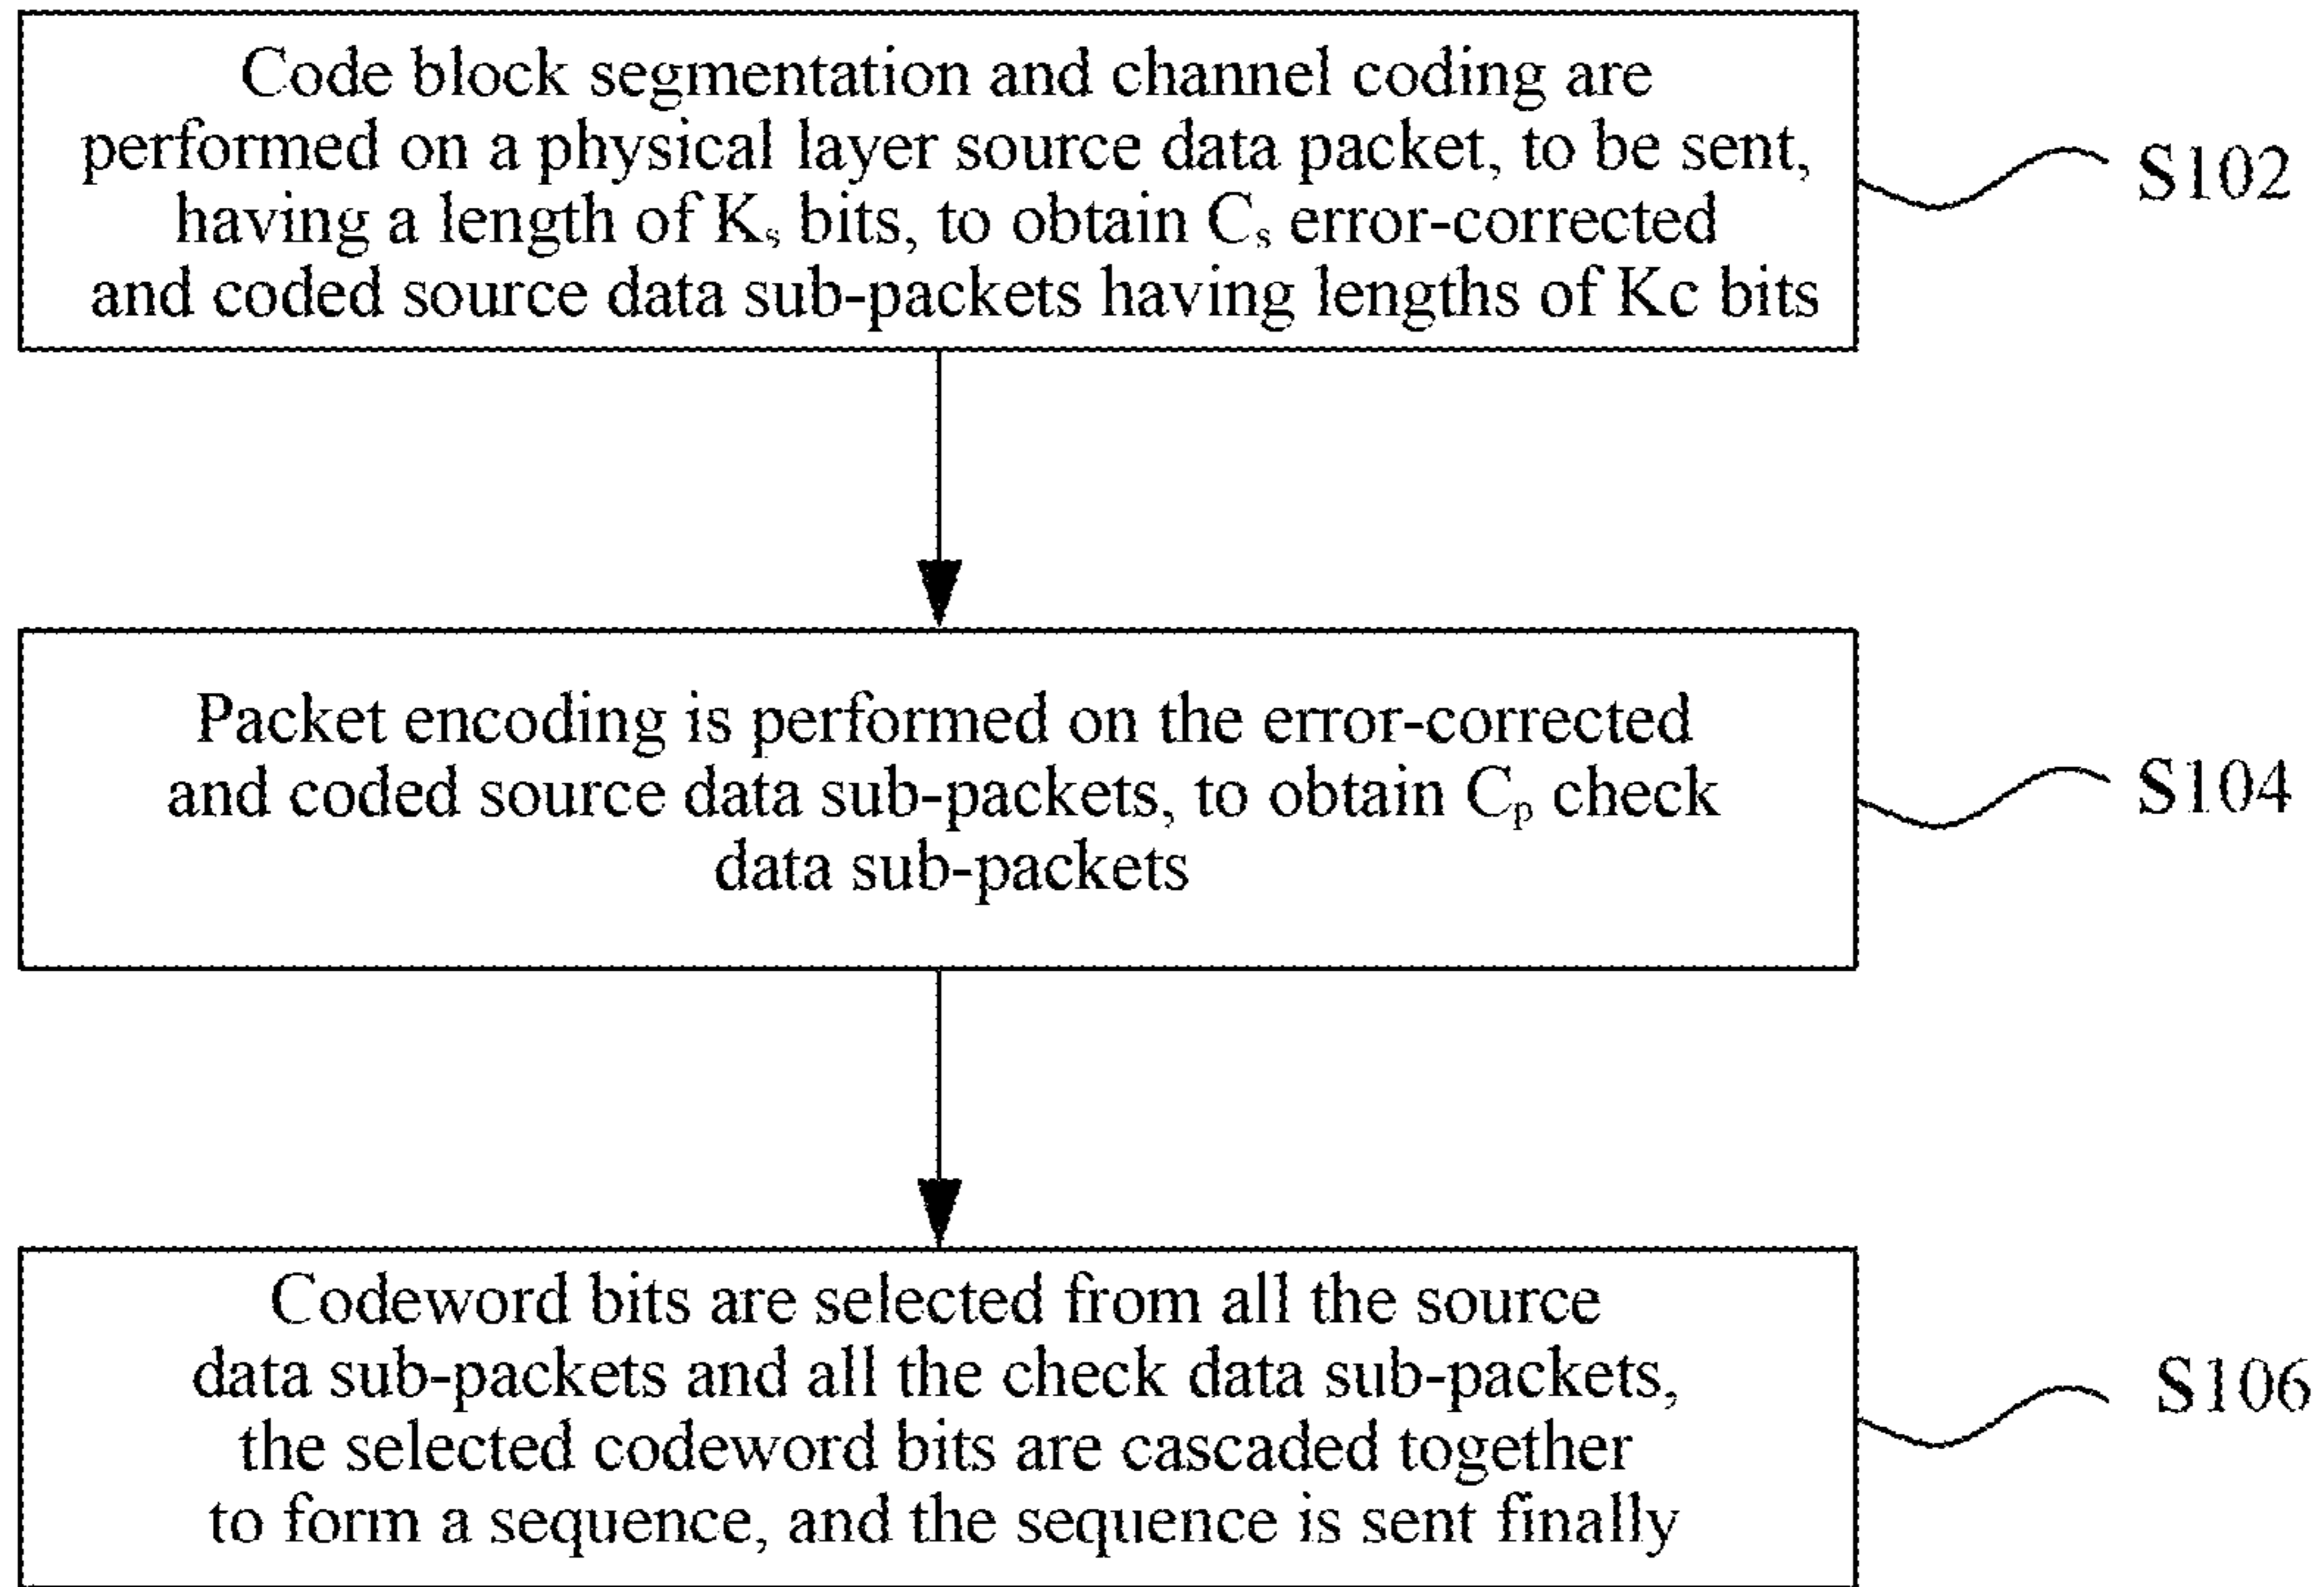 Code block segmentation and channel coding are
performed on a physical layer source data packet, to be sent,
having a length of Kₛ bits, to obtain Cₛ error-corrected
and coded source data sub-packets having lengths of Kc bits
S102
Packet encoding is performed on the error-corrected
and coded source data sub-packets, to obtain Cₚ check
data sub-packets
S104
Codeword bits are selected from all the source
data sub-packets and all the check data sub-packets,
the selected codeword bits are cascaded together
to form a sequence, and the sequence is sent finally
S106